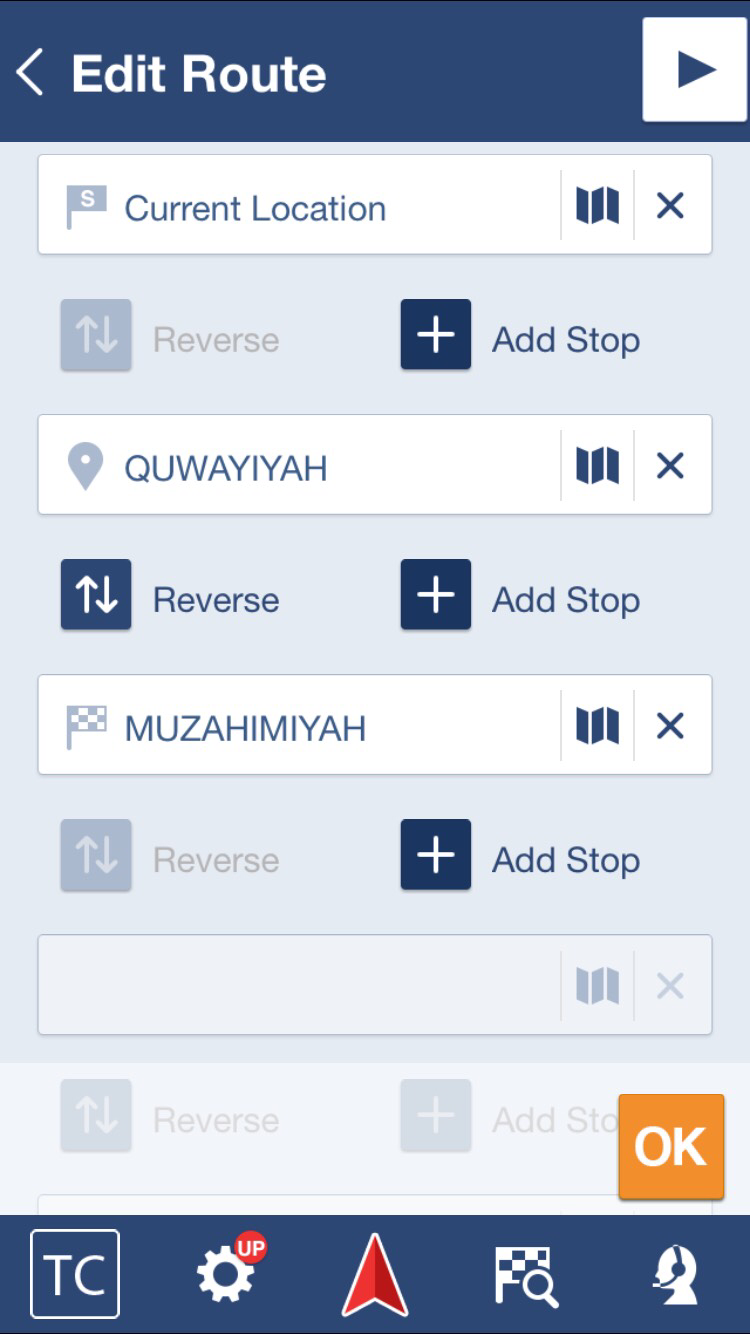 Edit Route
S
Current Location
Reverse
Add Stop
QUWAYIYAH
Reverse
Add Stop
MUZAHIMIYAH
Reverse
Add Stop
Reverse
Add Sto
OK
TC
UP